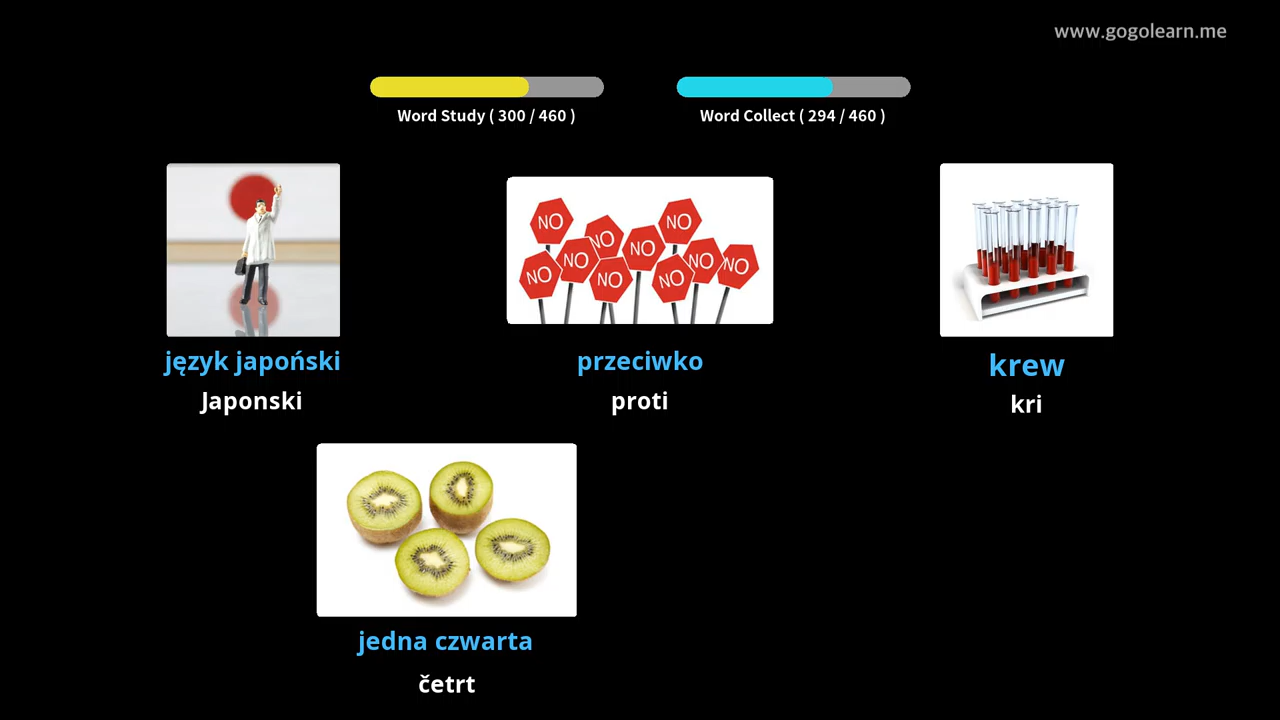 www.gogolearn.me
Word Study ( 300 / 460 )
Word Collect ( 294 / 460 )
NO
NO
NO
NO
NO
NO
NO
NO
NO
NO
język japoński
przeciwko
krew
Japonski
proti
kri
jedna czwarta
četrt